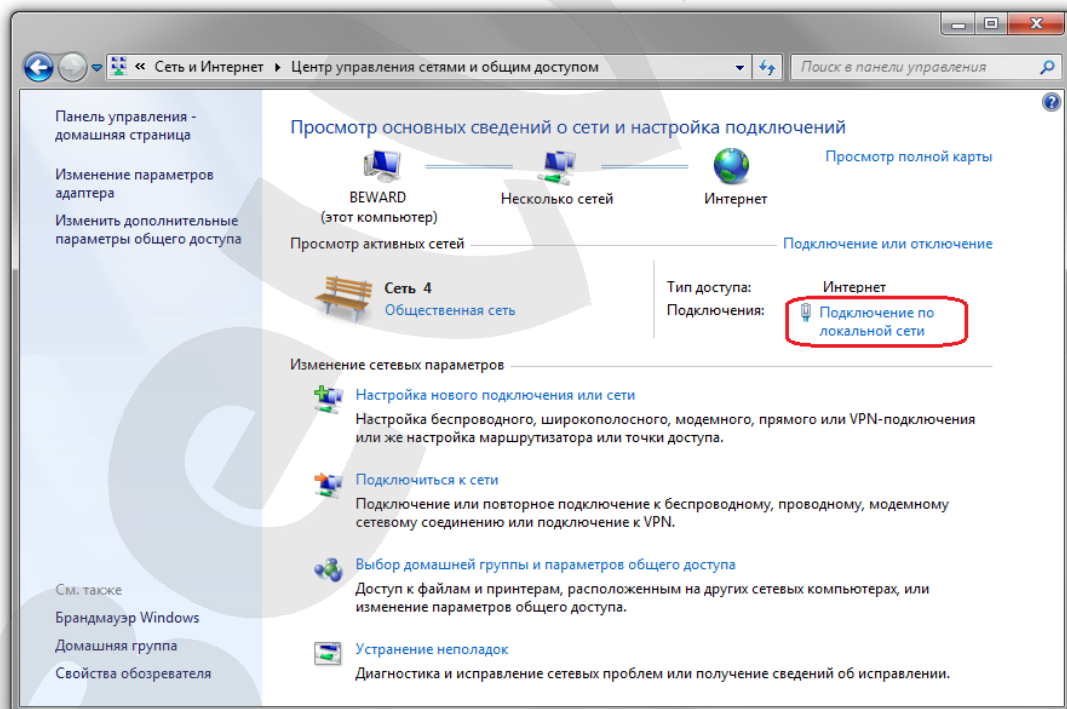 « Сеть и Интернет ▸ Центр управления сетями и общим доступом
Поиск в панели управления
Панель управления -
домашняя страница
Изменение параметров
адаптера
Изменить дополнительные
параметры общего доступа
См. также
Брандмауэр Windows
Домашняя группа
Свойства обозревателя
Просмотр основных сведений о сети и настройка подключений
Просмотр полной карты
BEWARD
(этот компьютер)
Несколько сетей
Интернет
Просмотр активных сетей
Подключение или отключение
Сеть 4
Общественная сеть
Тип доступа: Интернет
Подключения: Подключение по
локальной сети
Изменение сетевых параметров
Настройка нового подключения или сети
Настройка беспроводного, широкополосного, модемного, прямого или VPN-подключения
или же настройка маршрутизатора или точки доступа.
Подключиться к сети
Подключение или повторное подключение к беспроводному, проводному, модемному
сетевому соединению или подключение к VPN.
Выбор домашней группы и параметров общего доступа
Доступ к файлам и принтерам, расположенным на других сетевых компьютерах, или
изменение параметров общего доступа.
Устранение неполадок
Диагностика и исправление сетевых проблем или получение сведений об исправлении.